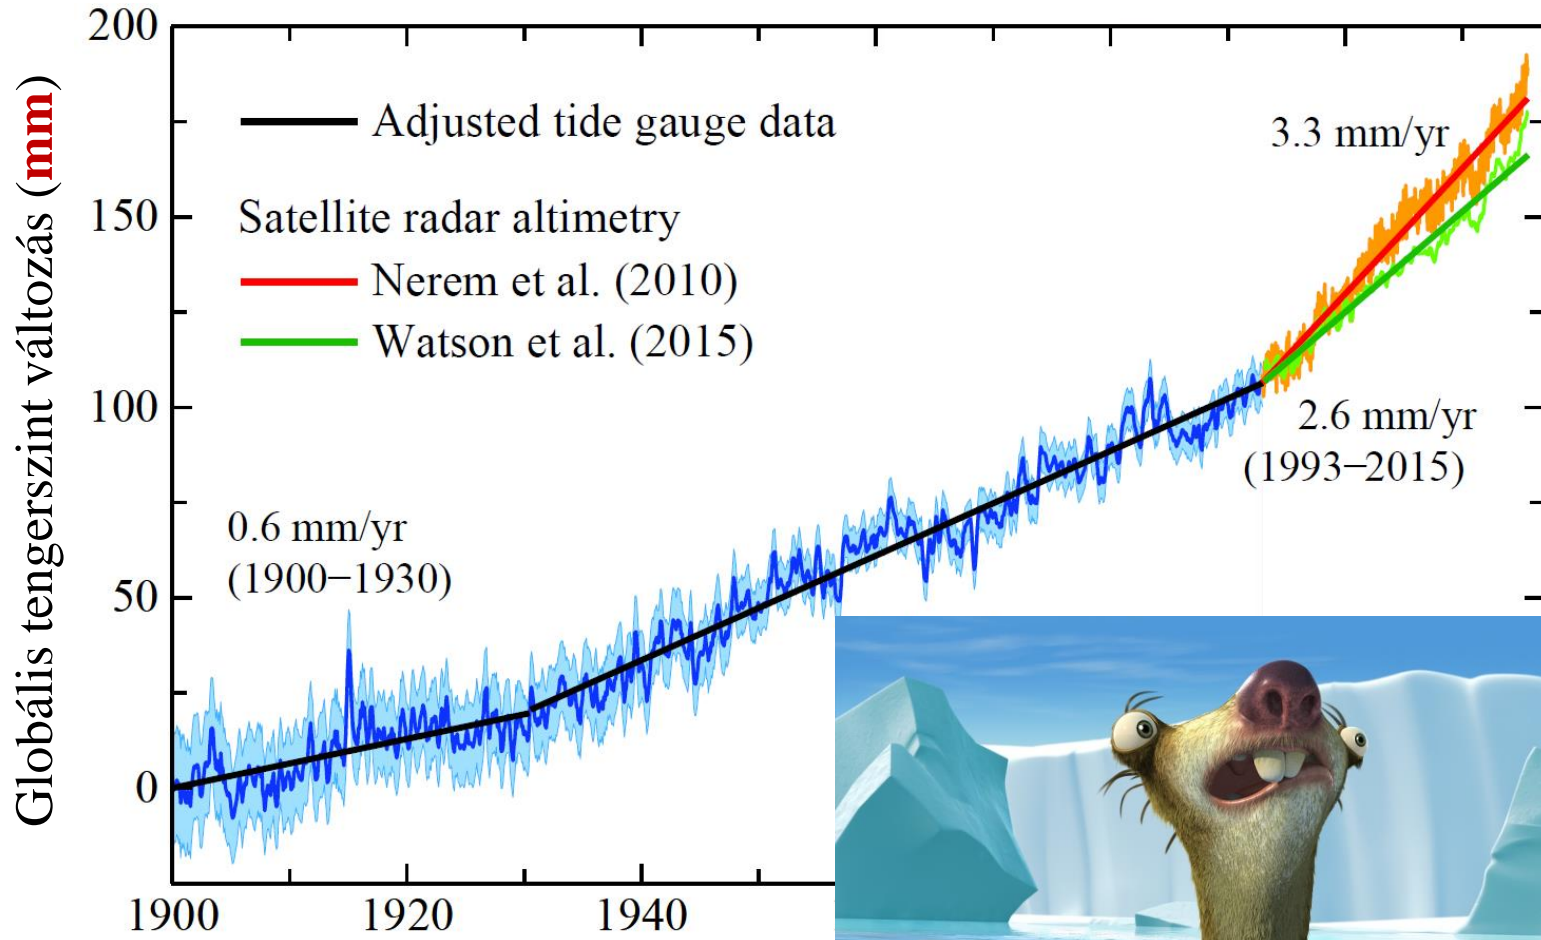 Globális tengerszint változás (mm)
200
150
100
50
0
Adjusted tide gauge data
Satellite radar altimetry
Nerem et al. (2010)
Watson et al. (2015)
3.3 mm/yr
2.6 mm/yr
(1993−2015)
0.6 mm/yr
(1900−1930)
1900 1920 1940